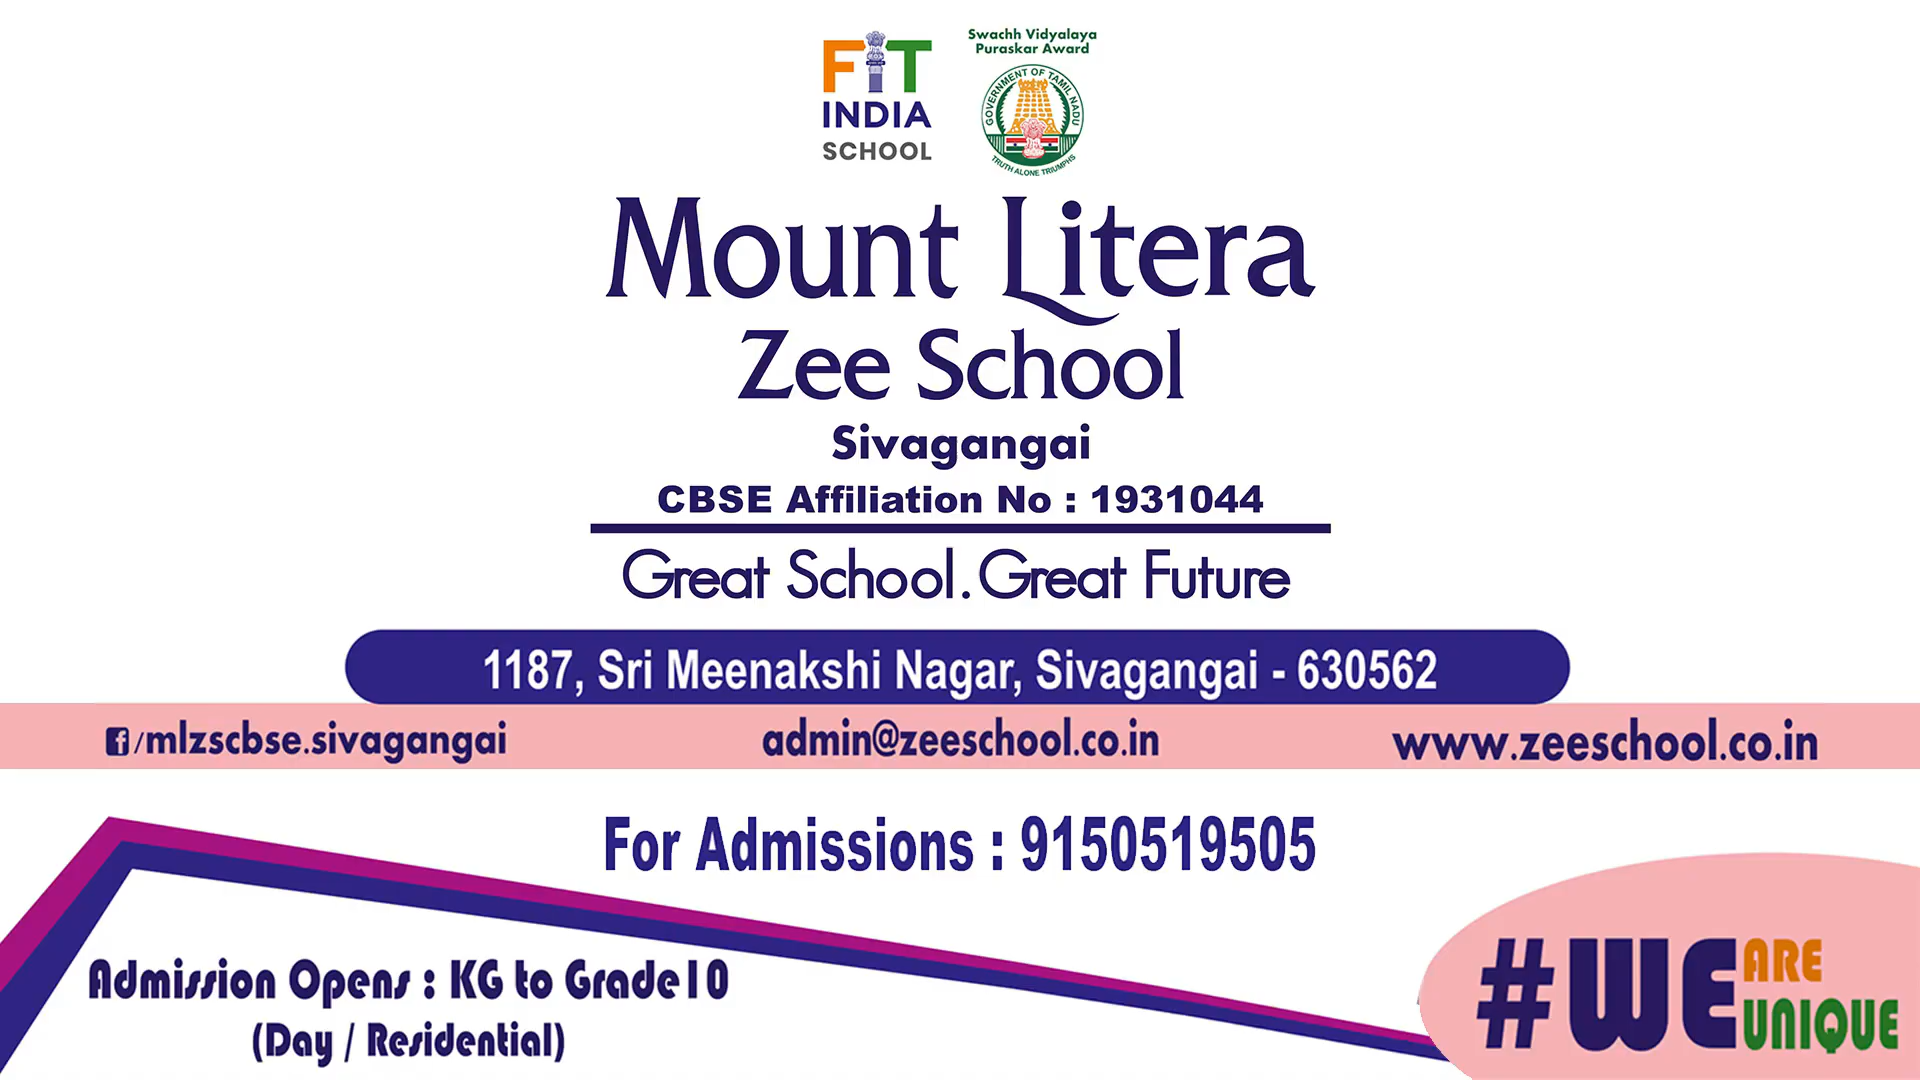 FIT
INDIA
SCHOOL
Swachh Vidyalaya
Puraskar Award
GOVERNMENT OF TAMIL NADU
TRUTH ALONE TRIUMPHS
Mount Litera
Zee School
Sivagangai
CBSE Affiliation No : 1931044
Great School. Great Future
1187, Sri Meenakshi Nagar, Sivagangai - 630562
f /mlzscbse.sivagangai
admin@zeeschool.co.in
www.zeeschool.co.in
For Admissions : 9150519505
Admission Opens : KG to Grade10
(Day / Residential)
#WE ARE
UNIQUE